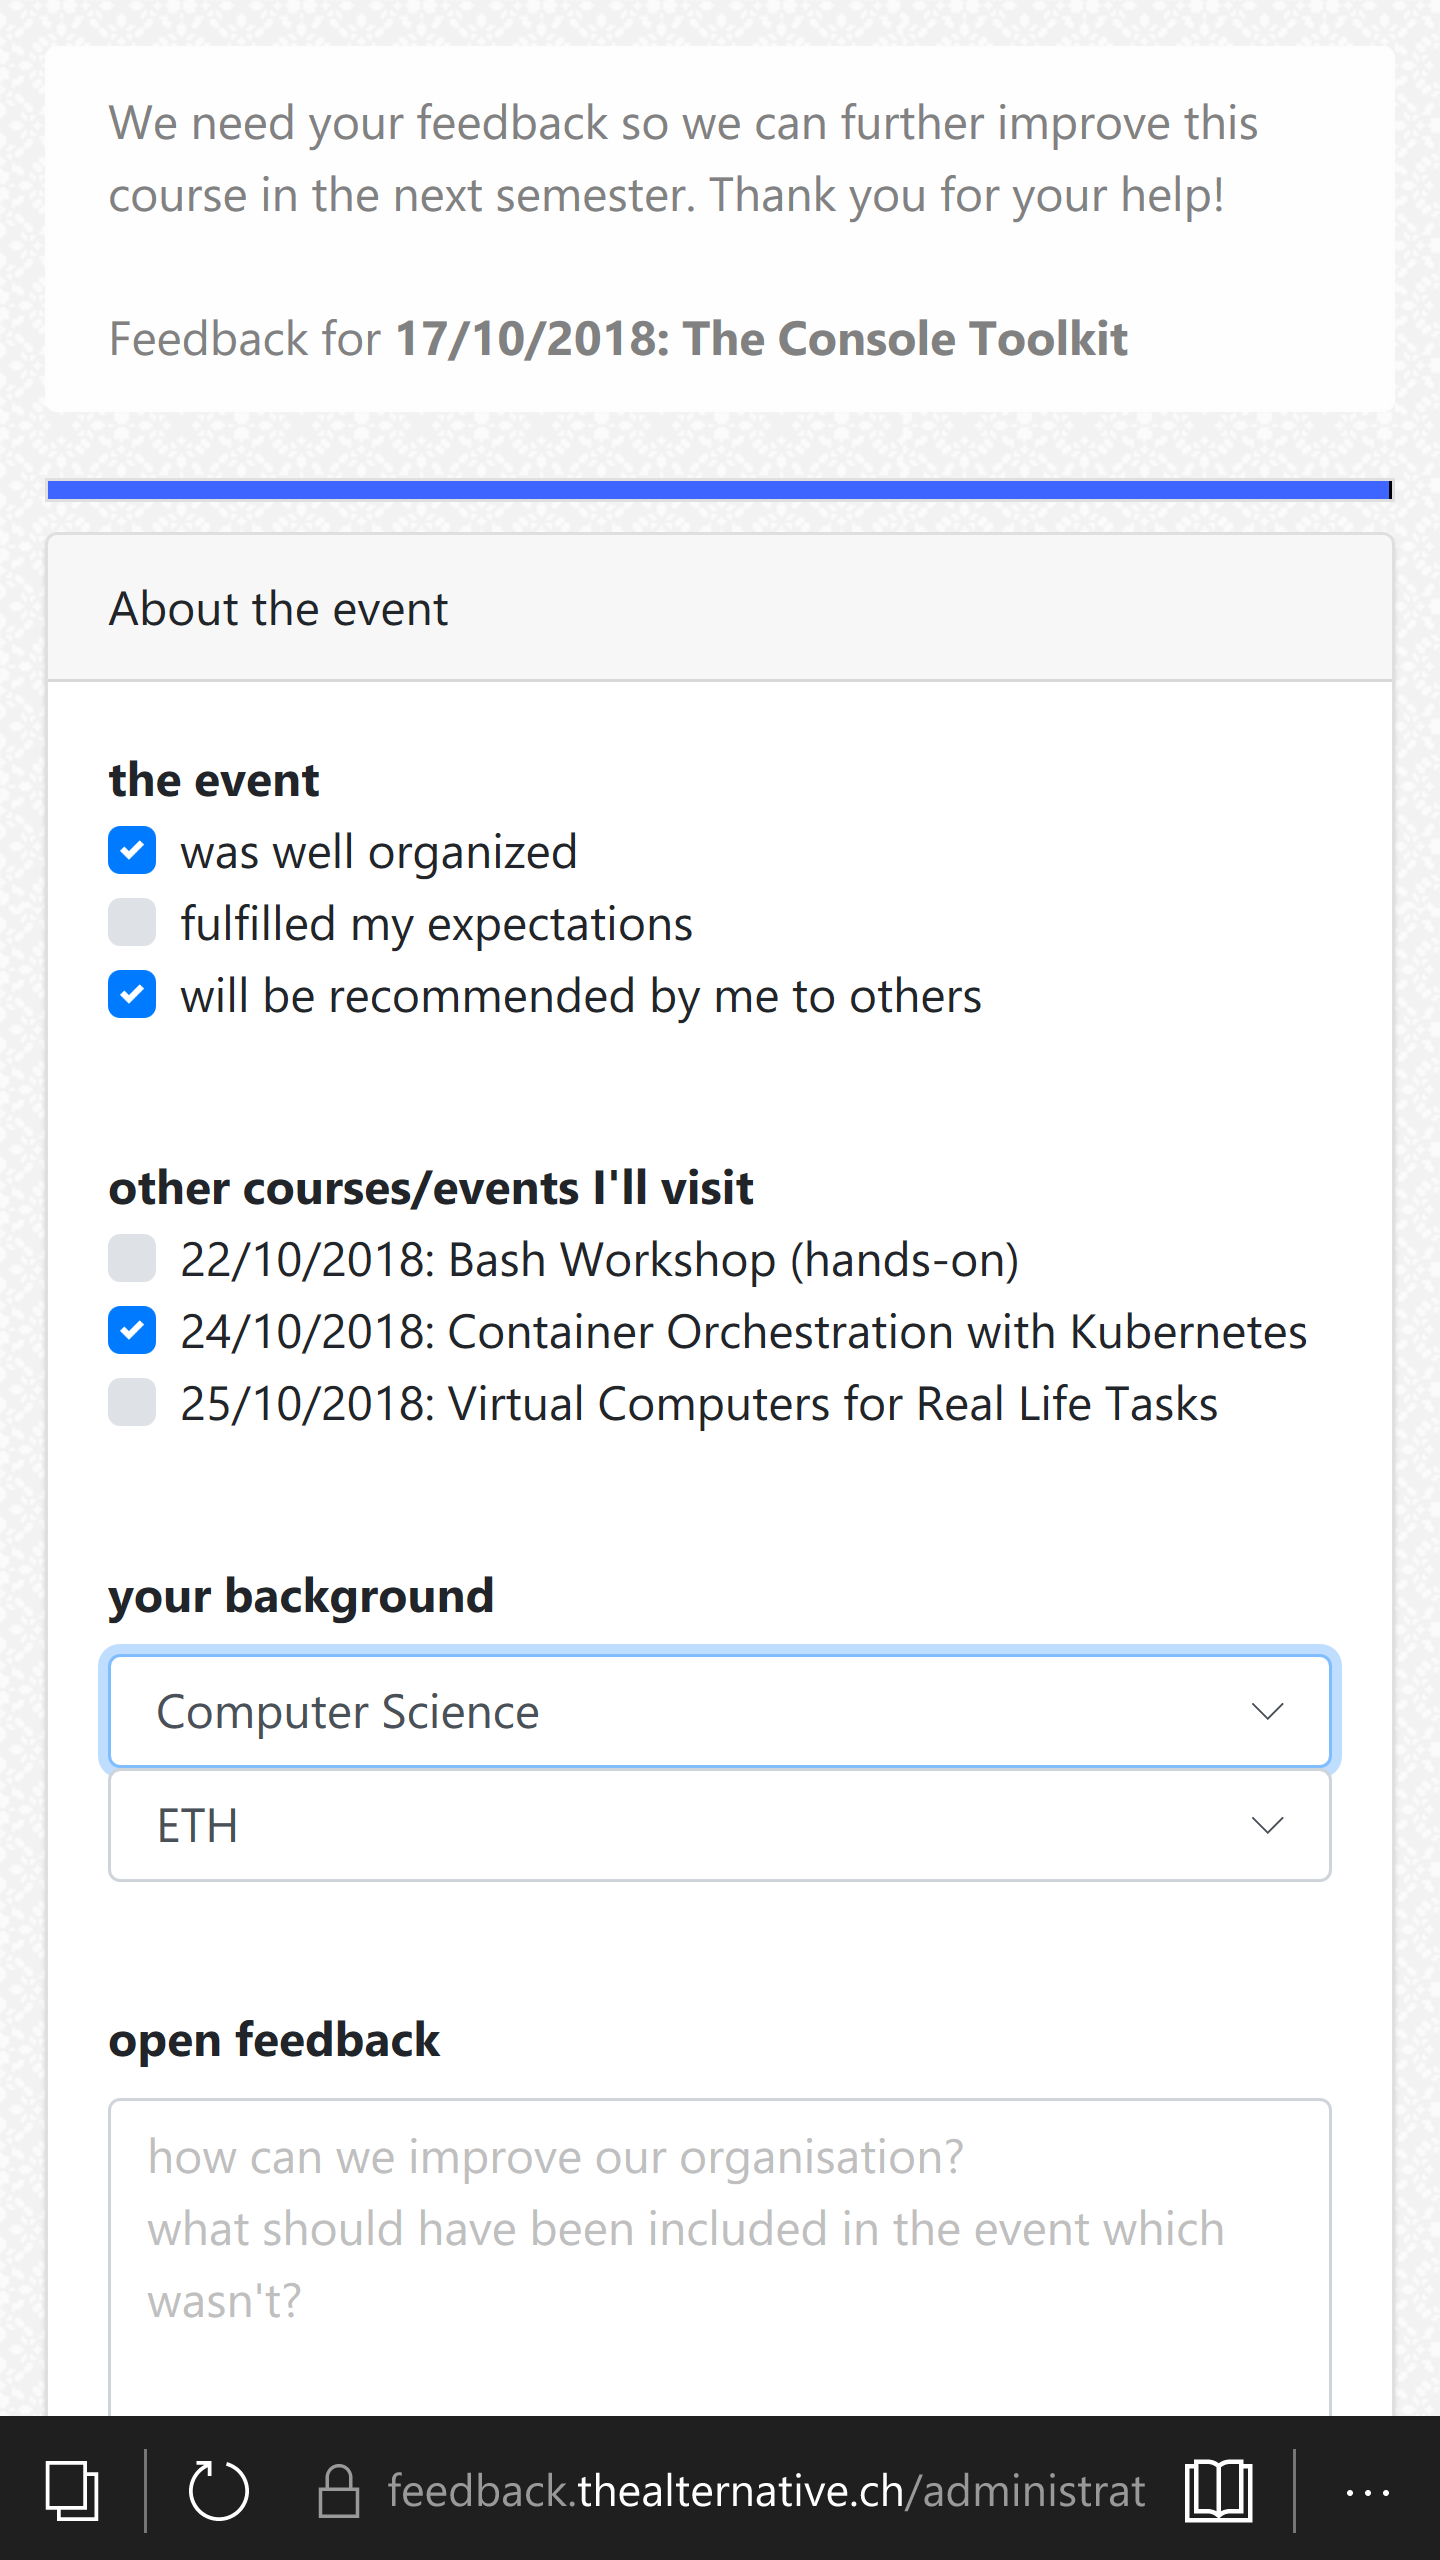 We need your feedback so we can further improve this
course in the next semester. Thank you for your help!
Feedback for 17/10/2018: The Console Toolkit
About the event
the event
was well organized
fulfilled my expectations
will be recommended by me to others
other courses/events I'll visit
22/10/2018: Bash Workshop (hands-on)
24/10/2018: Container Orchestration with Kubernetes
25/10/2018: Virtual Computers for Real Life Tasks
your background
Computer Science
ETH
open feedback
how can we improve our organisation?
what should have been included in the event which
wasn't?
feedback.thealternative.ch/administrat